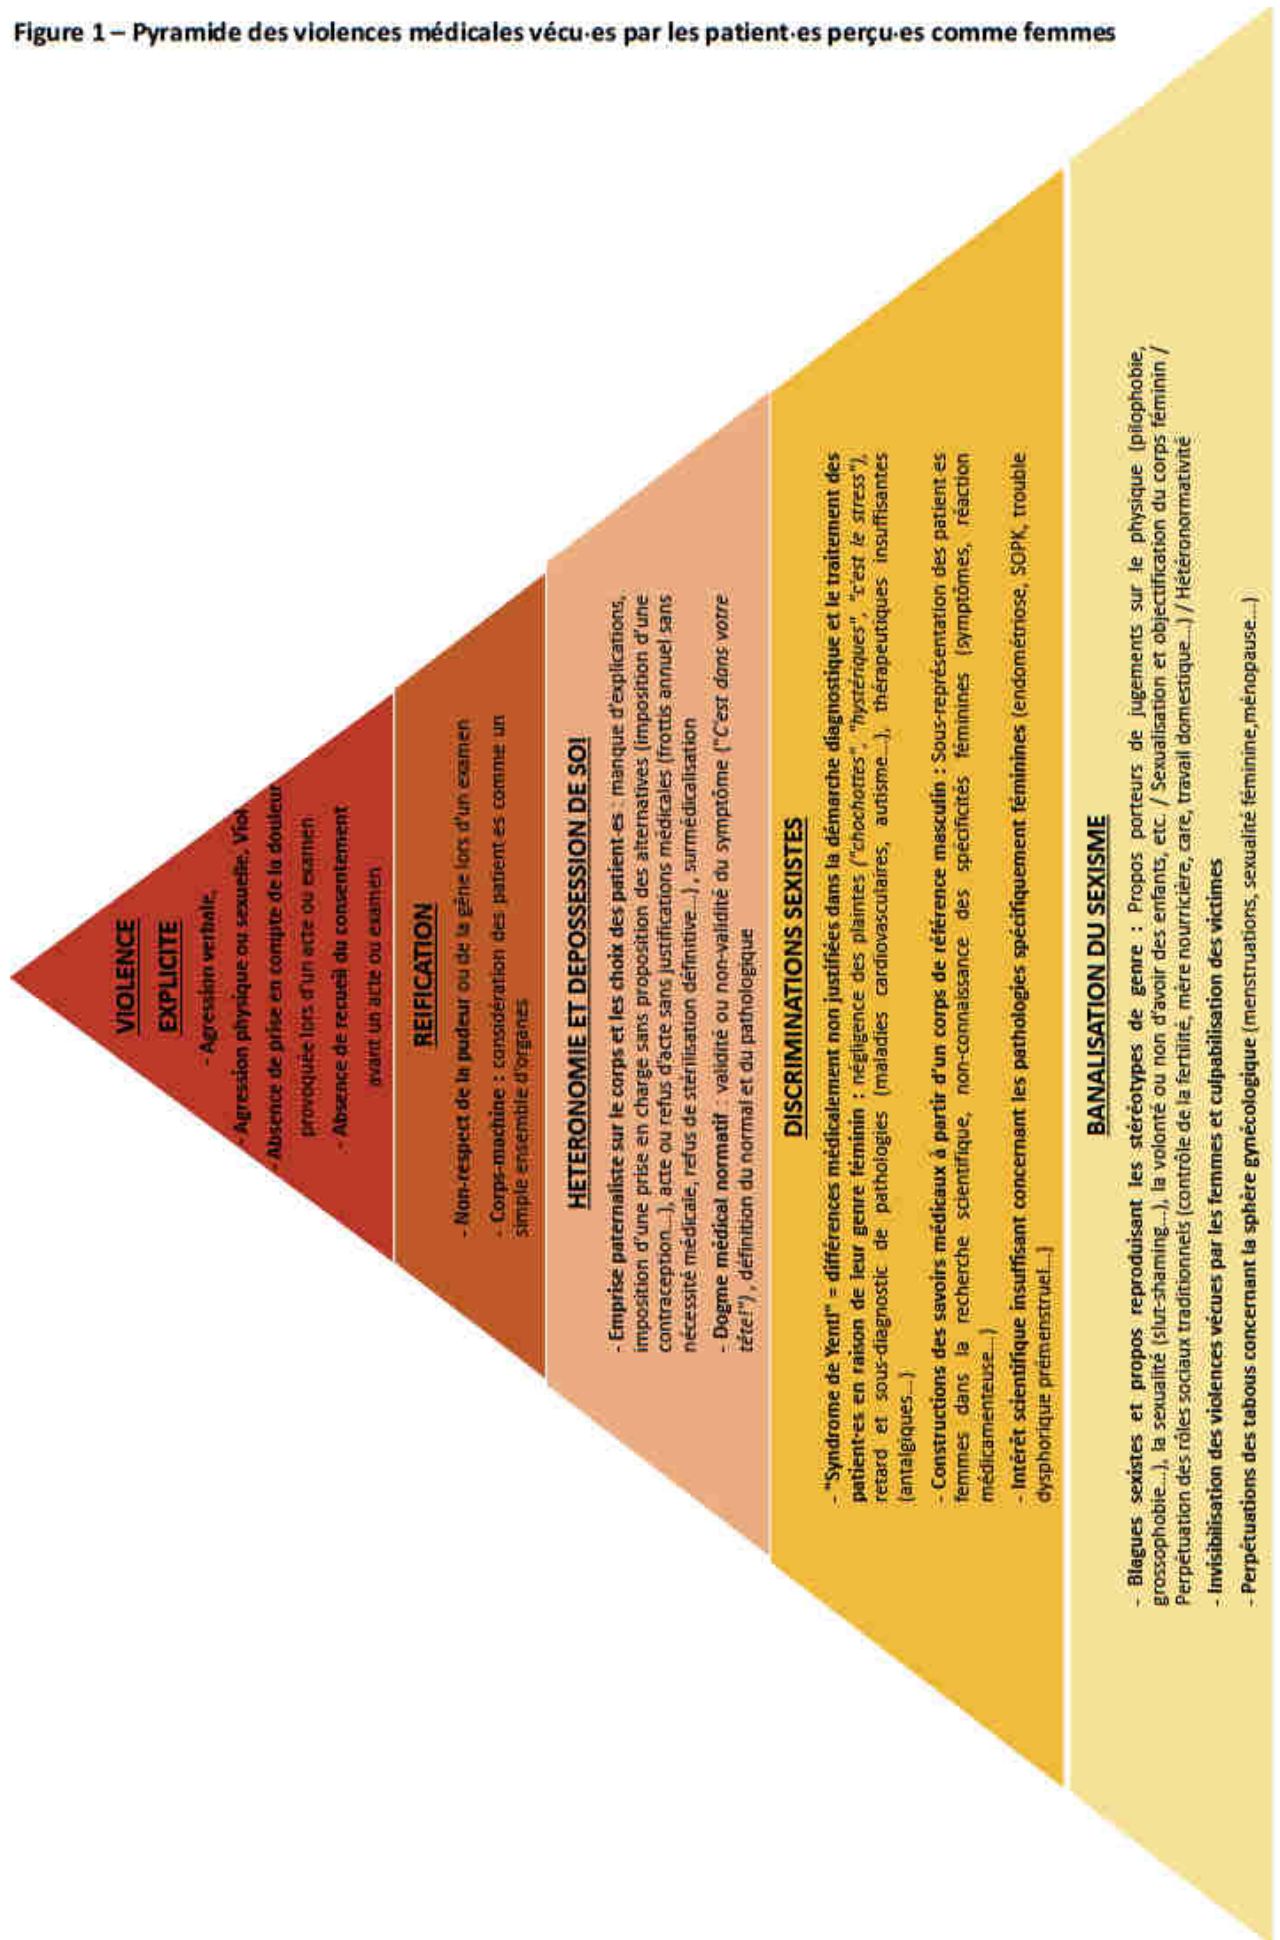 Figure 1 – Pyramide des violences médicales vécu·es par les patient·es perçu·es comme femmes
VIOLENCE
EXPLICITE
- Agression verbale,
- Agression physique ou sexuelle, Viol
- Absence de prise en compte de la douleur
provoquée lors d'un acte ou examen
- Absence de recueil du consentement
avant un acte ou examen
REIFICATION
- Non-respect de la pudeur ou de la gêne lors d'un examen
- Corps-machine : considération des patient·es comme un
simple ensemble d'organes
HETERONOMIE ET DEPOSSESSION DE SOI
- Emprise paternaliste sur le corps et les choix des patient·es : manque d'explications,
imposition d'une prise en charge sans proposition des alternatives (imposition d'une
contraception...), acte ou refus d'acte sans justifications médicales (frottis annuel sans
nécessité médicale, refus de stérilisation définitive...), surmédicalisation
- Dogme médical normatif : validité ou non-validité du symptôme ("C'est dans votre
tête!") , définition du normal et du pathologique
DISCRIMINATIONS SEXISTES
- "Syndrome de Yentl" = différences médicalement non justifiées dans la démarche diagnostique et le traitement des
patient·es en raison de leur genre féminin : négligence des plaintes ("chochottes", "hystériques", "c'est le stress"),
retard et sous-diagnostic de pathologies (maladies cardiovasculaires, autisme...), thérapeutiques insuffisantes
(antalgiques...)
- Constructions des savoirs médicaux à partir d'un corps de référence masculin : Sous-représentation des patient·es
femmes dans la recherche scientifique, non-connaissance des spécificités féminines (symptômes, réaction
médicamenteuse...)
- Intérêt scientifique insuffisant concernant les pathologies spécifiquement féminines (endométriose, SOPK, trouble
dysphorique prémenstruel...)
BANALISATION DU SEXISME
- Blagues sexistes et propos reproduisant les stéréotypes de genre : Propos porteurs de jugements sur le physique (pilophobie,
grossophobie...), la sexualité (slut-shaming...), la volonté ou non d'avoir des enfants, etc. / Sexualisation et objectification du corps féminin /
Perpétuation des rôles sociaux traditionnels (contrôle de la fertilité, mère nourricière, care, travail domestique...) / Hétéronormativité
- Invisibilisation des violences vécues par les femmes et culpabilisation des victimes
- Perpétuations des tabous concernant la sphère gynécologique (menstruations, sexualité féminine,ménopause...)